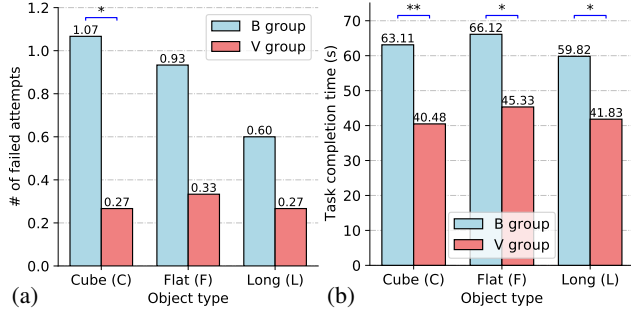 *
1.2
1.0
0.8
0.6
0.4
0.2
0.0
# of failed attempts
1.07
0.27
0.93
0.33
0.60
0.27
B group
V group
Cube (C)
Flat (F)
Long (L)
Object type
(a)
**
*
*
70
60
50
40
30
20
10
0
Task completion time (s)
63.11
40.48
66.12
45.33
59.82
41.83
B group
V group
Cube (C)
Flat (F)
Long (L)
Object type
(b)